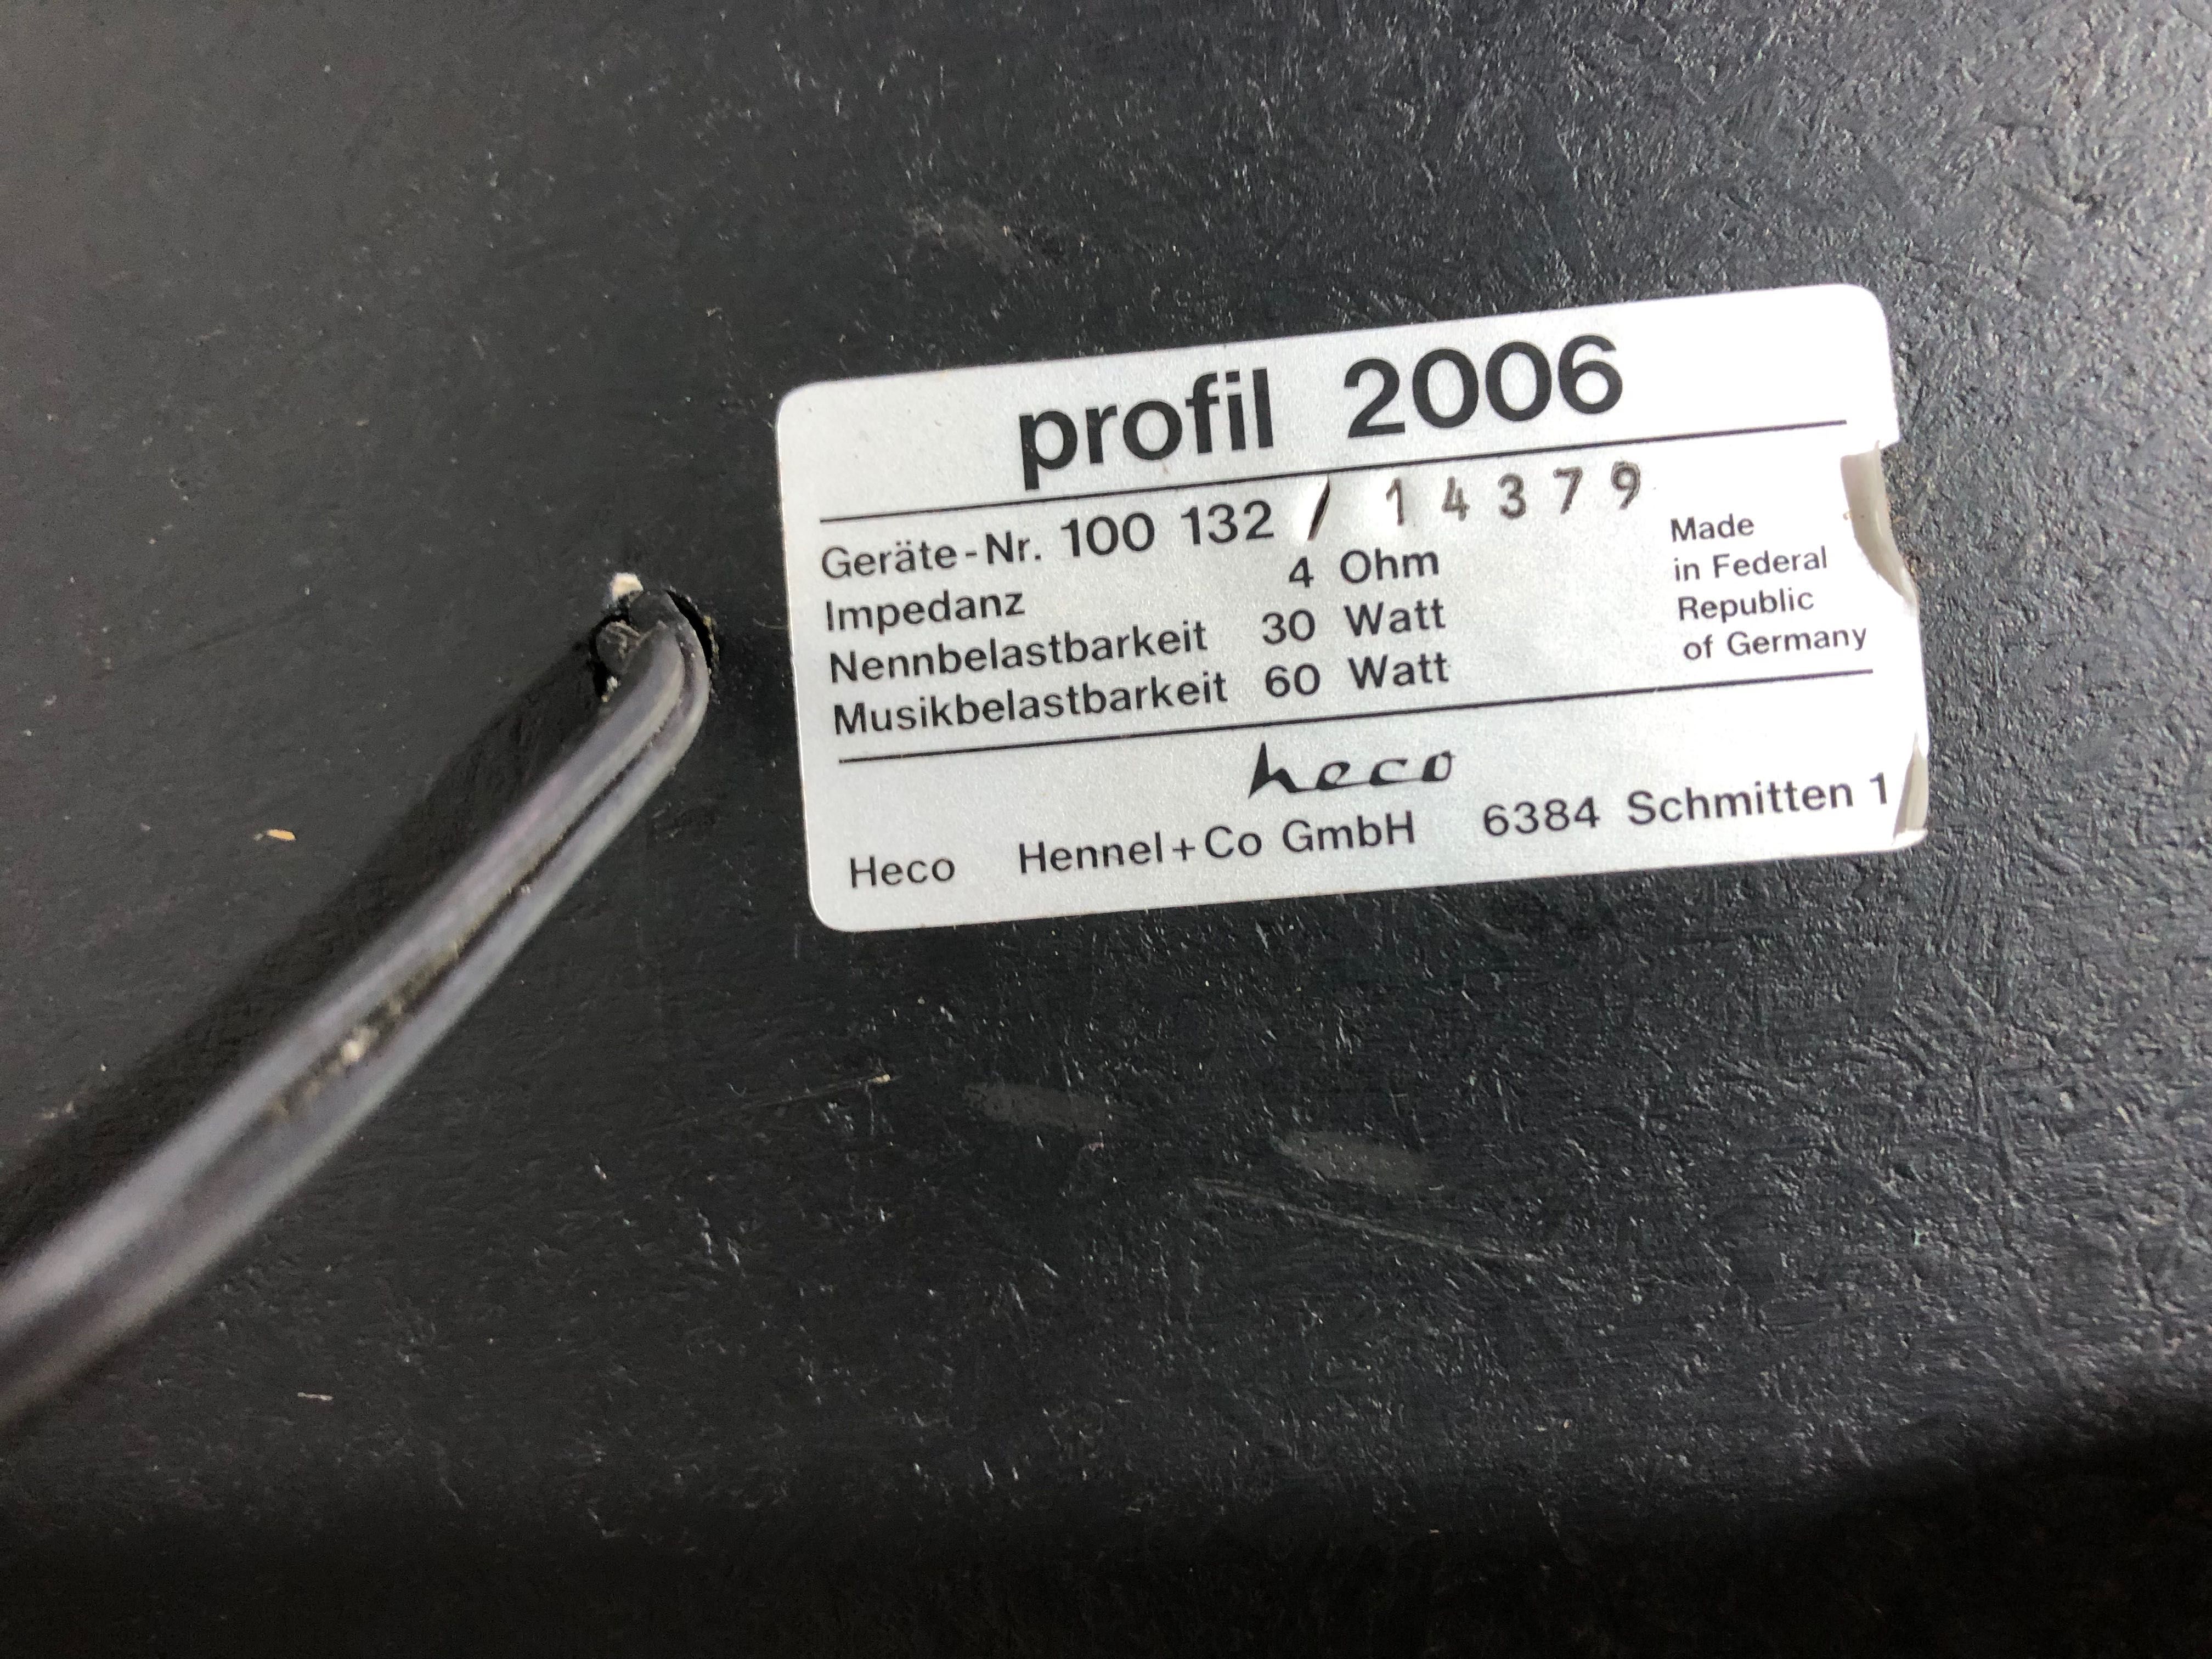 profil 2006
Geräte-Nr. 100 132 / 14379
Impedanz 4 Ohm
Nennbelastbarkeit 30 Watt
Musikbelastbarkeit 60 Watt
Made
in Federal
Republic
of Germany
heco
Heco Hennel+Co GmbH 6384 Schmitten 1